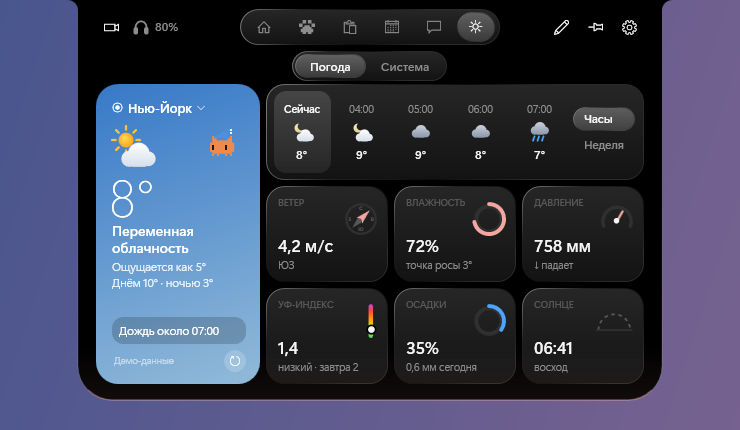 80%
Погода
Система
Нью-Йорк
8°
Переменная
облачность
Ощущается как 5°
Днём 10° · ночью 3°
Дождь около 07:00
Демо-данные
Сейчас 04:00 05:00 06:00 07:00
8° 9° 9° 8° 7°
Часы
Неделя
ВЕТЕР
4,2 м/с
ЮЗ
ВЛАЖНОСТЬ
72%
точка росы 3°
ДАВЛЕНИЕ
758 мм
↓ падает
УФ-ИНДЕКС
1,4
низкий · завтра 2
ОСАДКИ
35%
0,6 мм сегодня
СОЛНЦЕ
06:41
восход